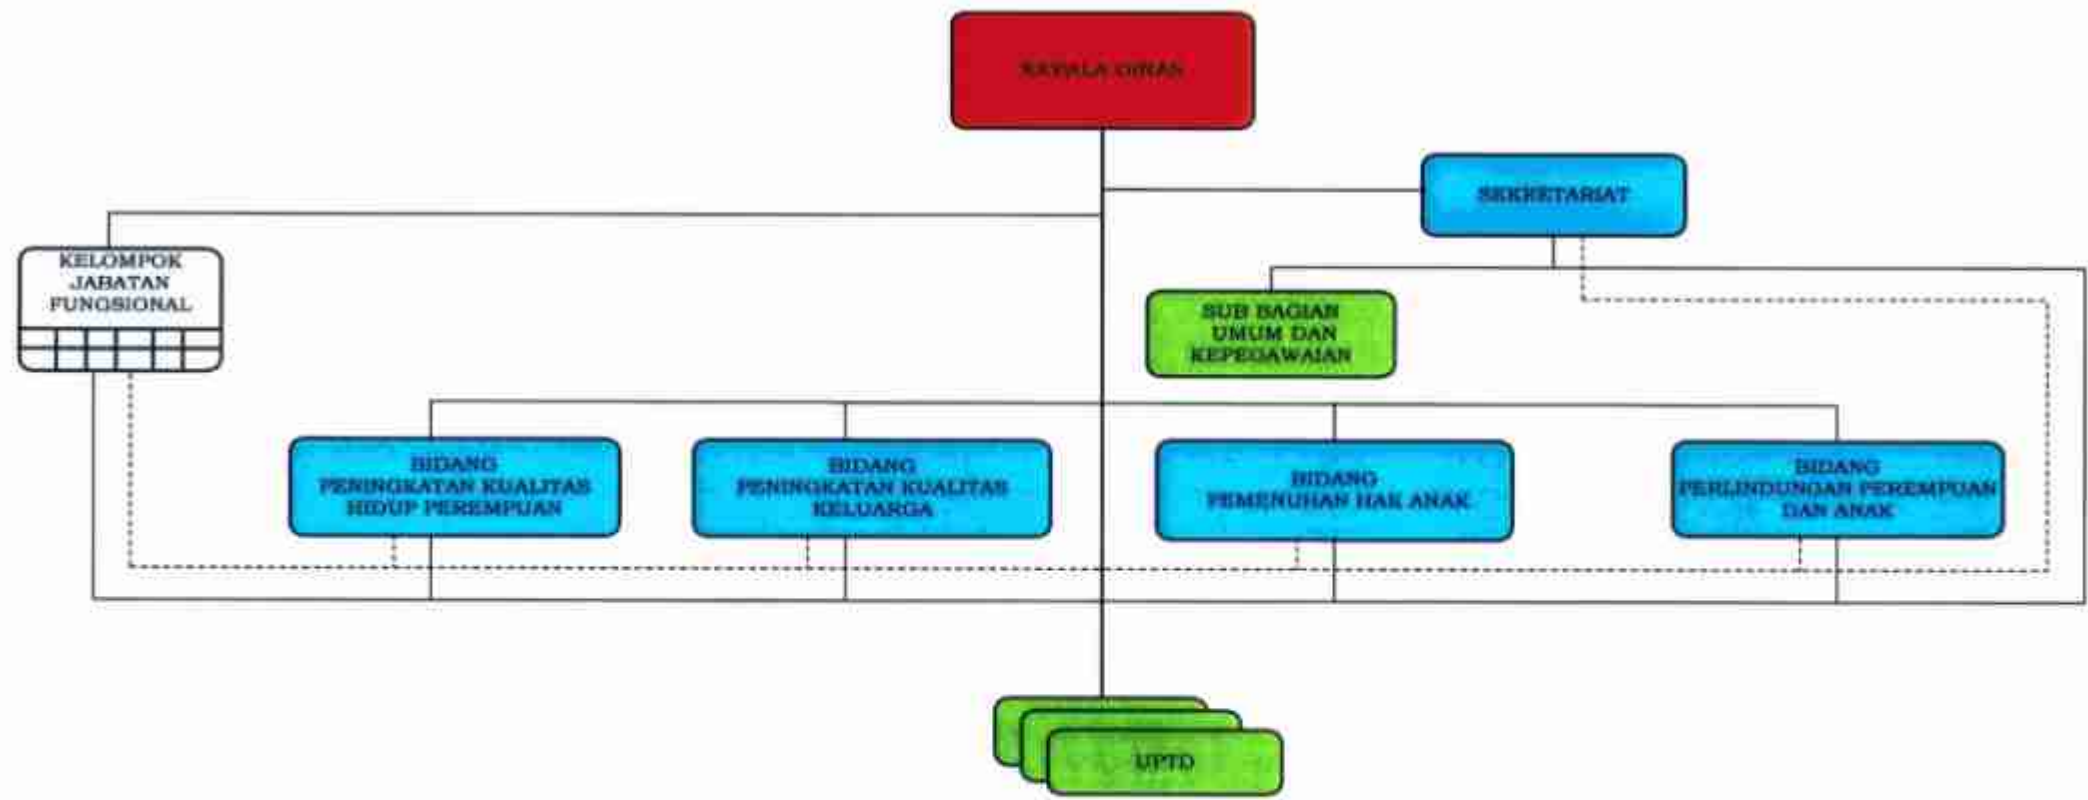 KEPALA DINAS
SEKRETARIAT
KELOMPOK
JABATAN
FUNGSIONAL
SUB BAGIAN
UMUM DAN
KEPEGAWAIAN
BIDANG
PENINGKATAN KUALITAS
HIDUP PEREMPUAN
BIDANG
PENINGKATAN KUALITAS
KELUARGA
BIDANG
PEMENUHAN HAK ANAK
BIDANG
PERLINDUNGAN PEREMPUAN
DAN ANAK
UPTD